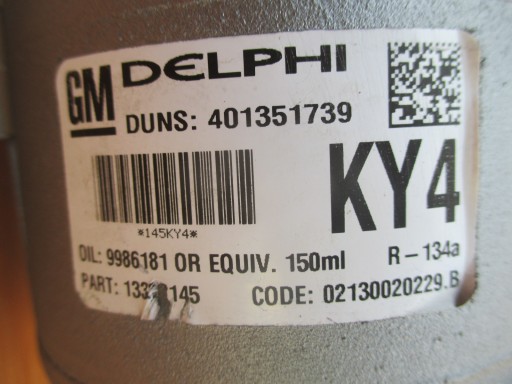 GM DELPHI
DUNS: 401351739
KY4
*145KY4*
OIL: 9986181 OR EQUIV. 150ml R-134a
PART: CODE: 02130020229.B